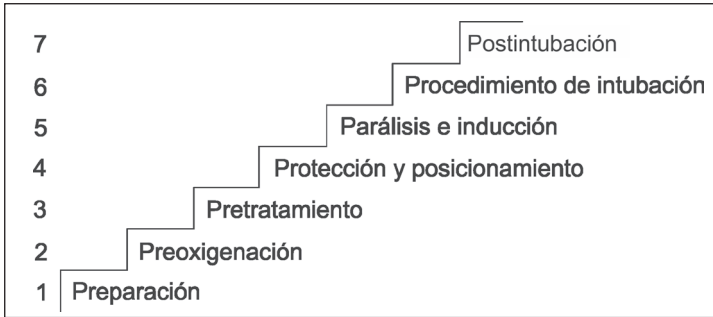 7 Postintubación
6 Procedimiento de intubación
5 Parálisis e inducción
4 Protección y posicionamiento
3 Pretratamiento
2 Preoxigenación
1 Preparación